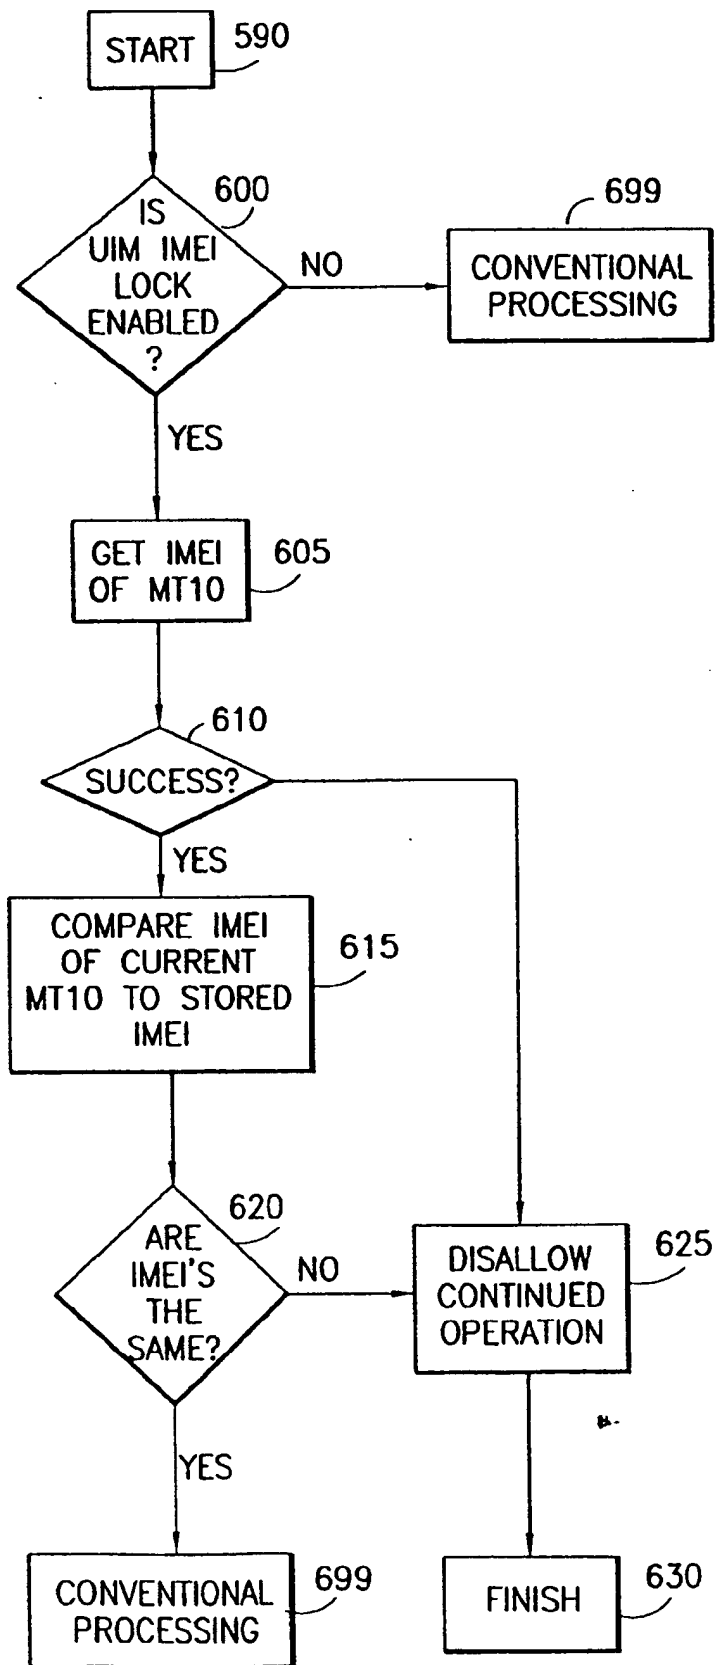 START
590
600
IS
UIM IMEI
LOCK
ENABLED
?
NO
699
CONVENTIONAL
PROCESSING
YES
GET IMEI
OF MT10
605
610
SUCCESS?
YES
COMPARE IMEI
OF CURRENT
MT10 TO STORED
IMEI
615
620
ARE
IMEI'S
THE
SAME?
NO
DISALLOW
CONTINUED
OPERATION
625
YES
CONVENTIONAL
PROCESSING
699
FINISH
630